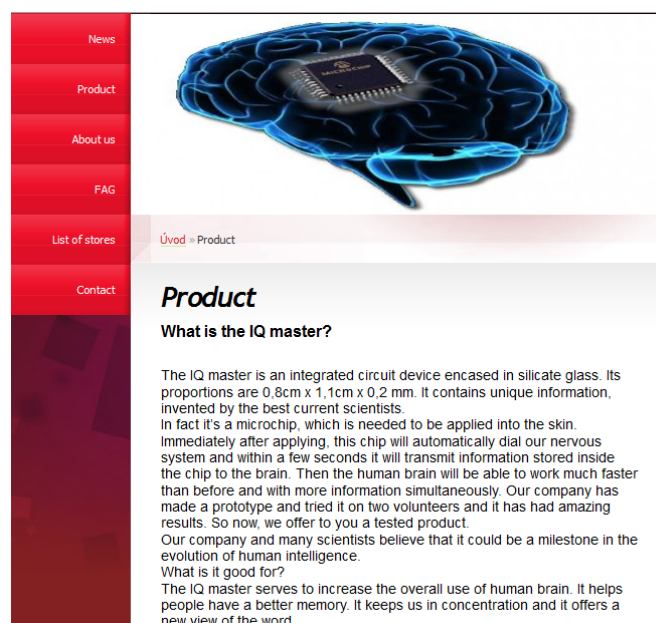 News
Product
About us
FAG
List of stores
Contact
MICROCHIP
Úvod » Product
Product
What is the IQ master?
The IQ master is an integrated circuit device encased in silicate glass. Its
proportions are 0,8cm x 1,1cm x 0,2 mm. It contains unique information,
invented by the best current scientists.
In fact it's a microchip, which is needed to be applied into the skin.
Immediately after applying, this chip will automatically dial our nervous
system and within a few seconds it will transmit information stored inside
the chip to the brain. Then the human brain will be able to work much faster
than before and with more information simultaneously. Our company has
made a prototype and tried it on two volunteers and it has had amazing
results. So now, we offer to you a tested product.
Our company and many scientists believe that it could be a milestone in the
evolution of human intelligence.
What is it good for?
The IQ master serves to increase the overall use of human brain. It helps
people have a better memory. It keeps us in concentration and it offers a
new view of the word.